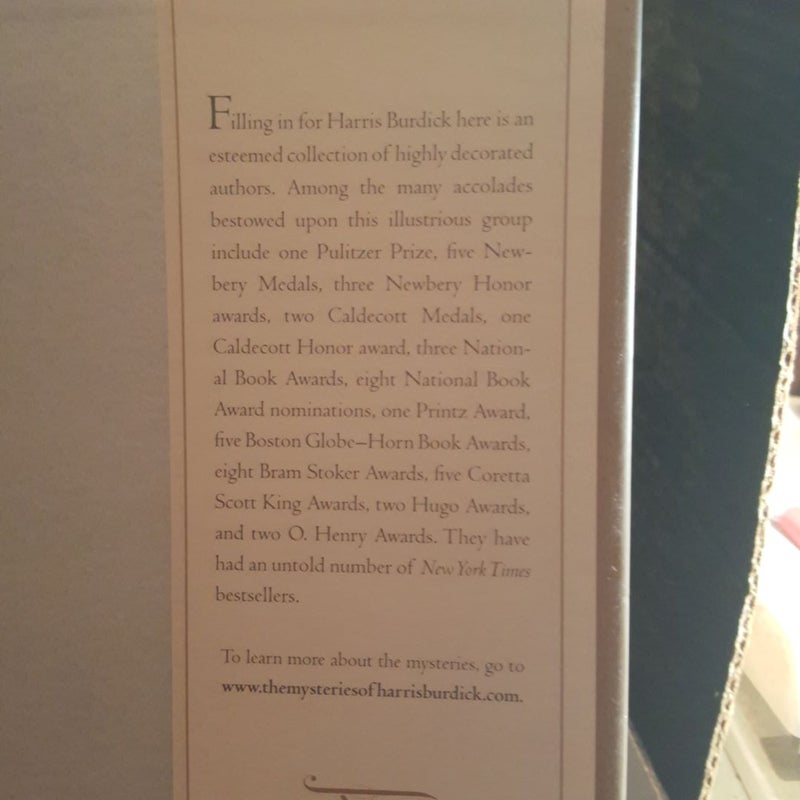 Filling in for Harris Burdick here is an
esteemed collection of highly decorated
authors. Among the many accolades
bestowed upon this illustrious group
include one Pulitzer Prize, five New-
bery Medals, three Newbery Honor
awards, two Caldecott Medals, one
Caldecott Honor award, three Nation-
al Book Awards, eight National Book
Award nominations, one Printz Award,
five Boston Globe–Horn Book Awards,
eight Bram Stoker Awards, five Coretta
Scott King Awards, two Hugo Awards,
and two O. Henry Awards. They have
had an untold number of New York Times
bestsellers.
To learn more about the mysteries, go to
www.themysteriesofharrisburdick.com.